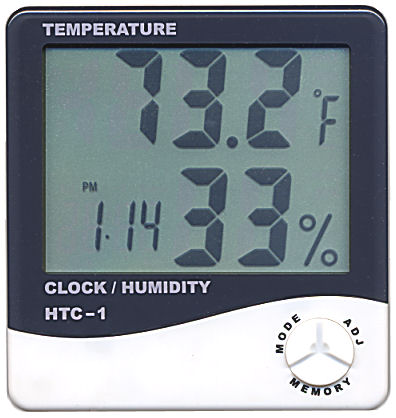 TEMPERATURE
73.2°F
PM
1:14 33%
CLOCK / HUMIDITY
HTC-1
MODE ADJ
MEMORY